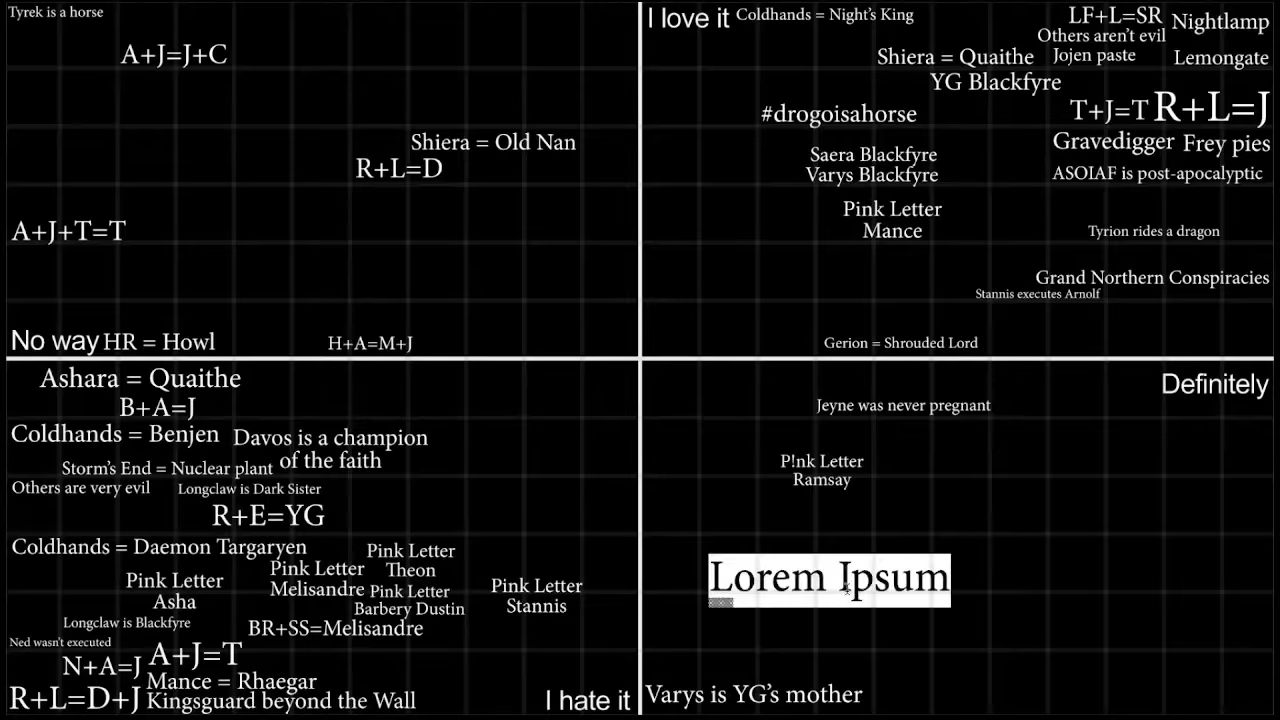 Tyrek is a horse
A+J=J+C
Shiera = Old Nan
R+L=D
A+J+T=T
No way
HR = Howl
H+A=M+J
I love it
Coldhands = Night's King
LF+L=SR
Nightlamp
Others aren't evil
Shiera = Quaithe
Jojen paste
Lemongate
YG Blackfyre
#drogoisahorse
T+J=T
R+L=J
Gravedigger
Frey pies
Saera Blackfyre
Varys Blackfyre
ASOIAF is post-apocalyptic
Pink Letter
Mance
Tyrion rides a dragon
Grand Northern Conspiracies
Stannis executes Arnolf
Gerion = Shrouded Lord
Ashara = Quaithe
B+A=J
Coldhands = Benjen
Davos is a champion
of the faith
Storm's End = Nuclear plant
Others are very evil
Longclaw is Dark Sister
R+E=YG
Coldhands = Daemon Targaryen
Pink Letter
Theon
Pink Letter
Melisandre
Pink Letter
Asha
Pink Letter
Barbery Dustin
Pink Letter
Stannis
Longclaw is Blackfyre
BR+SS=Melisandre
Ned wasn't executed
N+A=J
A+J=T
Mance = Rhaegar
R+L=D+J
Kingsguard beyond the Wall
I hate it
Definitely
Jeyne was never pregnant
P!nk Letter
Ramsay
Lorem Ipsum
Varys is YG's mother